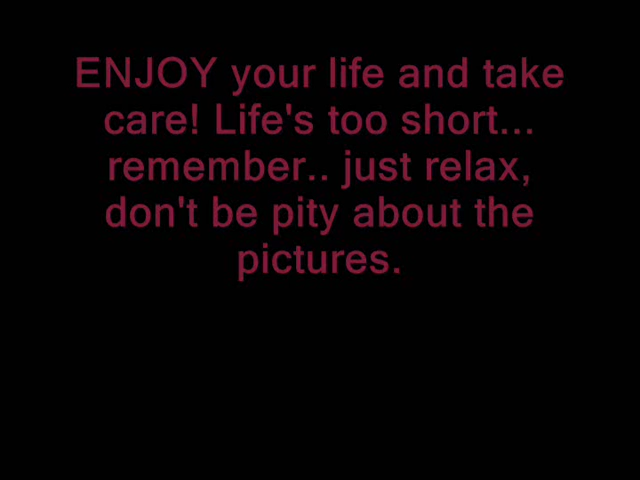 ENJOY your life and take
care! Life's too short...
remember.. just relax,
don't be pity about the
pictures.